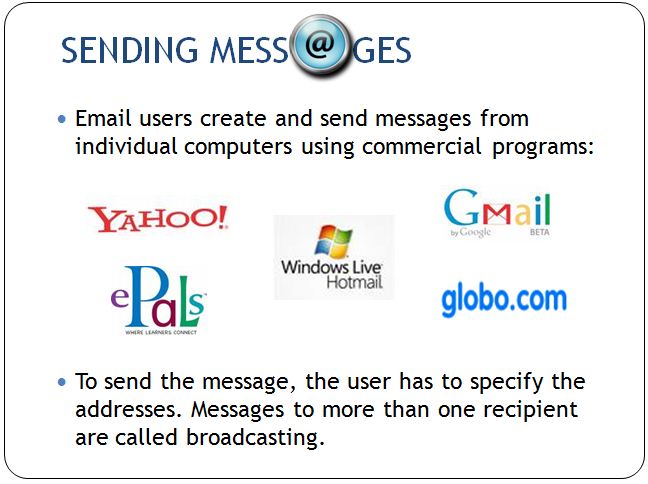 SENDING MESS@GES
Email users create and send messages from
individual computers using commercial programs:
YAHOO!
Gmail
by Google BETA
Windows Live
Hotmail
ePals
WHERE LEARNERS CONNECT
globo.com
To send the message, the user has to specify the
addresses. Messages to more than one recipient
are called broadcasting.